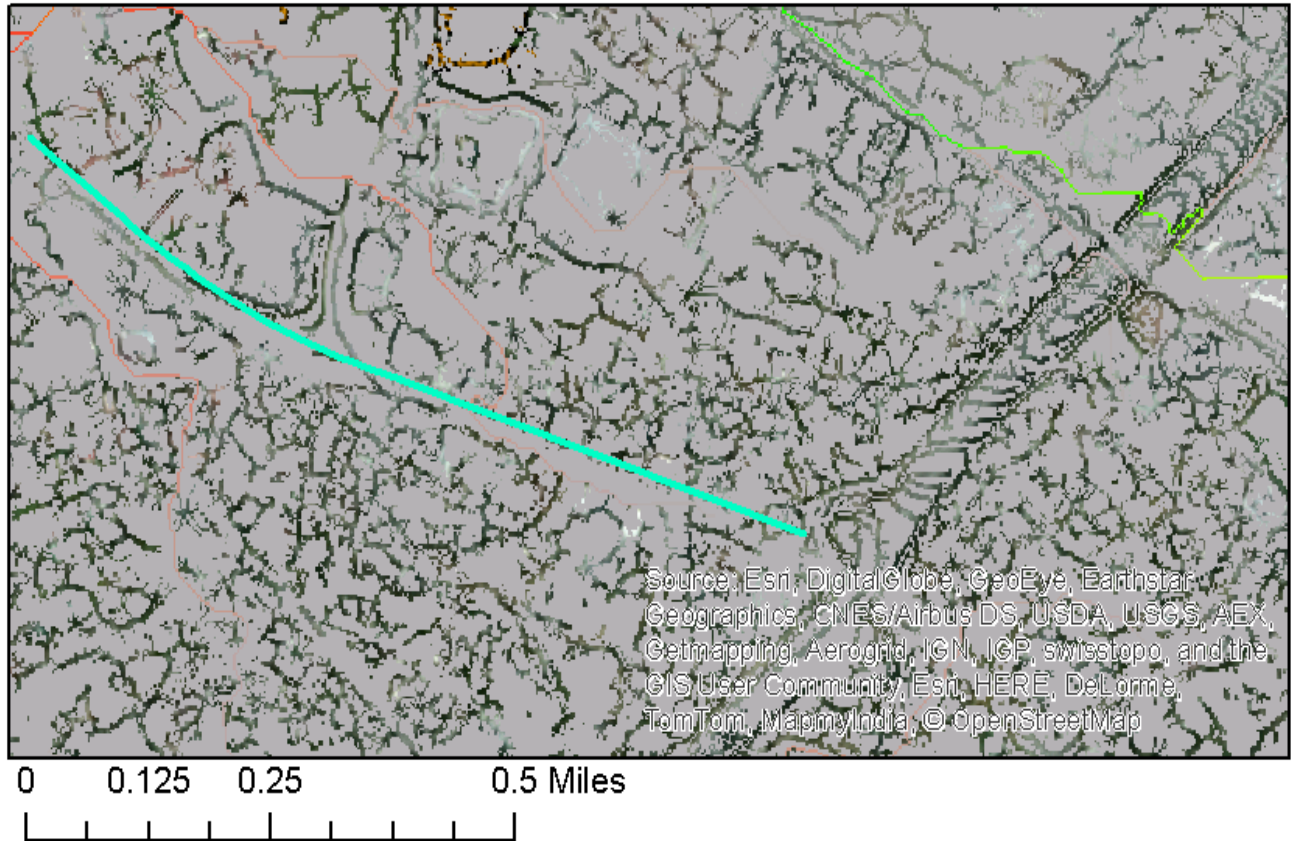 Source: Esri, DigitalGlobe, GeoEye, Earthstar
Geographics, CNES/Airbus DS, USDA, USGS, AEX,
Getmapping, Aerogrid, IGN, IGP, swisstopo, and the
GIS User Community, Esri, HERE, DeLorme,
TomTom, MapmyIndia, © OpenStreetMap
0 0.125 0.25 0.5 Miles